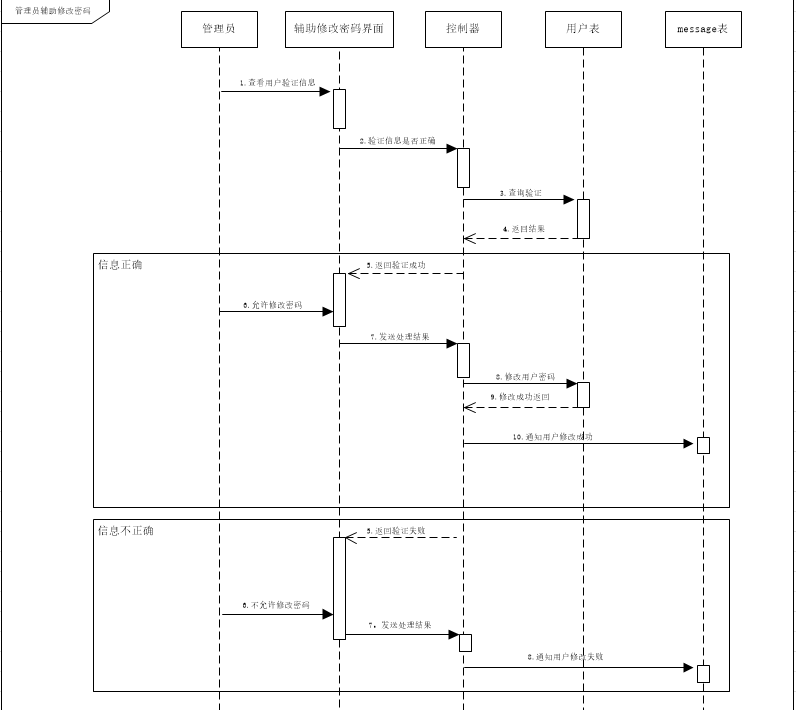 管理员辅助修改密码
管理员
辅助修改密码界面
控制器
用户表
message表
1.查看用户验证信息
2.验证信息是否正确
3.查询验证
4.返回结果
信息正确
5.返回验证成功
6.允许修改密码
7.发送处理结果
8.修改用户密码
9.修改成功返回
10.通知用户修改成功
信息不正确
5.返回验证失败
6.不允许修改密码
7。发送处理结果
8.通知用户修改失败